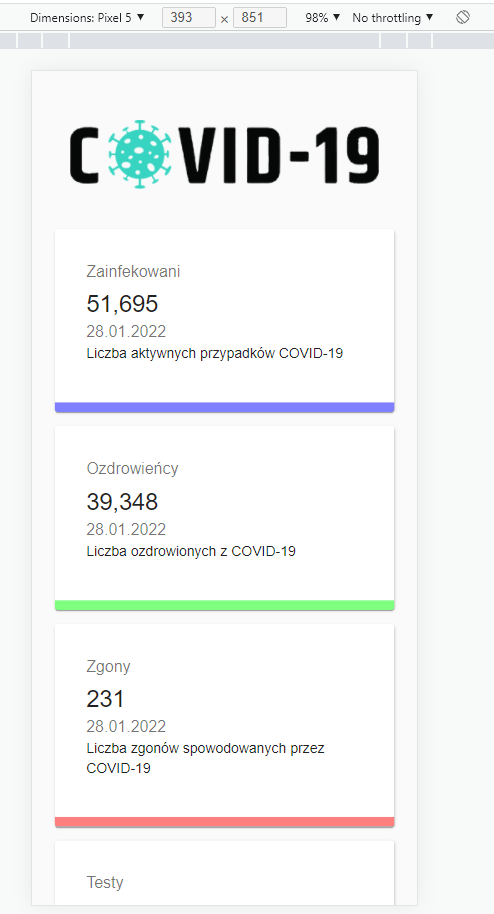 Dimensions: Pixel 5 ▼ 393 × 851 98% ▼ No throttling ▼
COVID-19
Zainfekowani
51,695
28.01.2022
Liczba aktywnych przypadków COVID-19
Ozdrowieńcy
39,348
28.01.2022
Liczba ozdrowionych z COVID-19
Zgony
231
28.01.2022
Liczba zgonów spowodowanych przez
COVID-19
Testy